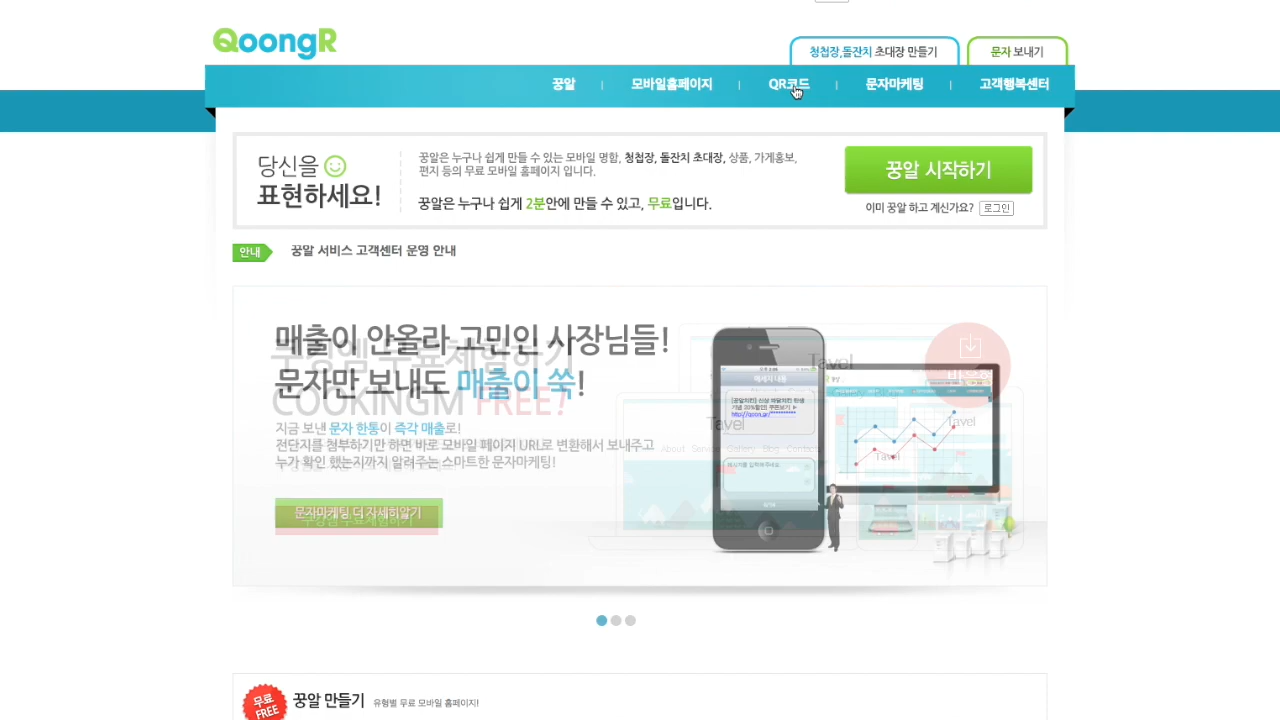 QoongR
청첩장,돌잔치 초대장 만들기
문자 보내기
꿍알
모바일홈페이지
QR코드
문자마케팅
고객행복센터
당신을
표현하세요!
꿍알은 누구나 쉽게 만들 수 있는 모바일 명함, 청첩장, 돌잔치 초대장, 상품, 가게홍보,
편지 등의 무료 모바일 홈페이지 입니다.
꿍알은 누구나 쉽게 2분안에 만들 수 있고, 무료입니다.
꿍알 시작하기
이미 꿍알 하고 계신가요? 로그인
안내
꿍알 서비스 고객센터 운영 안내
매출이 안올라 고민인 사장님들!
문자만 보내도 매출이 쑥!
COOKINGM FREE!
지금 보낸 문자 한통이 즉각 매출로!
전단지를 첨부하기만 하면 바로 모바일 페이지 URL로 변환해서 보내주고
누가 확인 했는지까지 알려주는 스마트한 문자마케팅!
문자마케팅 더 자세히알기
Tavel
Tavel
Tavel
Tavel
About Service Gallery Blog Contact
무료
FREE
꿍알 만들기
유형별 무료 모바일 홈페이지!